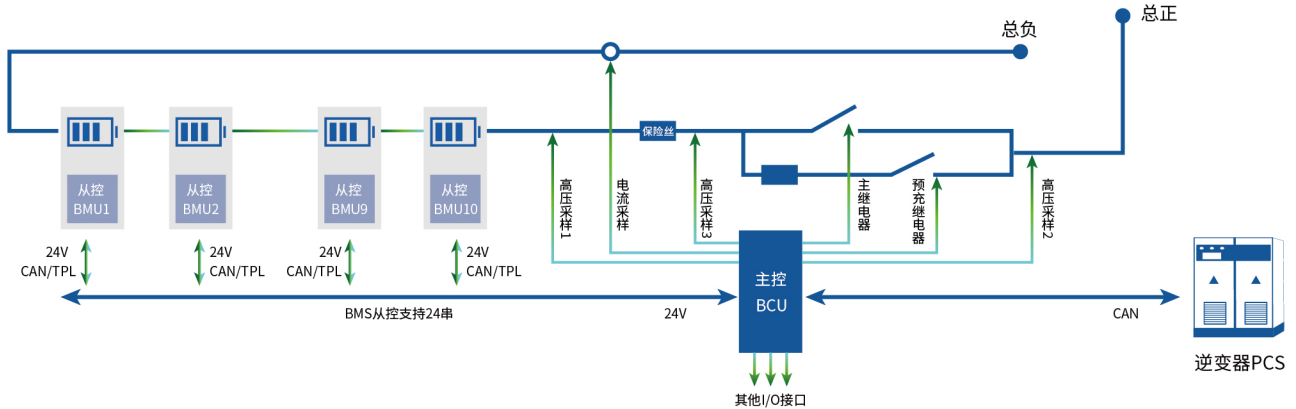 总正
总负
保险丝
从控
BMU1
从控
BMU2
从控
BMU9
从控
BMU10
高压采样1
电流采样
高压采样3
主继电器
预充继电器
高压采样2
24V
CAN/TPL
24V
CAN/TPL
24V
CAN/TPL
24V
CAN/TPL
主控
BCU
BMS从控支持24串
24V
CAN
逆变器PCS
其他I/O接口